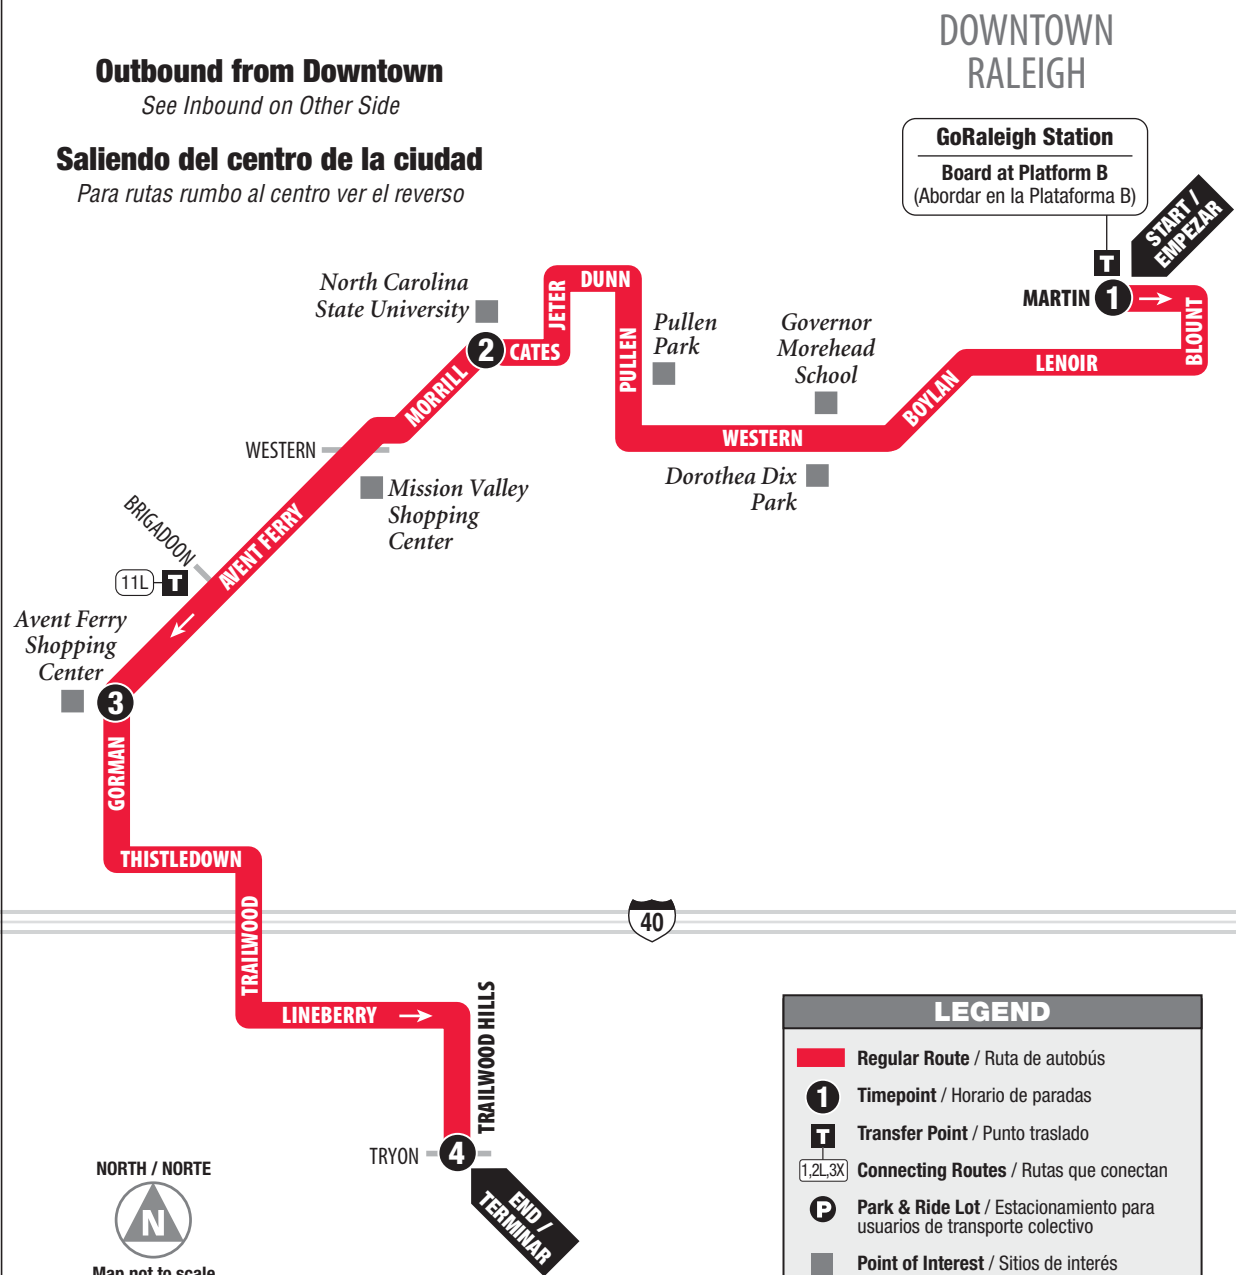 DOWNTOWN
RALEIGH
Outbound from Downtown
See Inbound on Other Side
Saliendo del centro de la ciudad
Para rutas rumbo al centro ver el reverso
GoRaleigh Station
Board at Platform B
(Abordar en la Plataforma B)
START /
EMPEZAR
T
MARTIN
1
BLOUNT
LENOIR
BOYLAN
WESTERN
Governor
Morehead
School
Dorothea Dix
Park
Pullen
Park
PULLEN
DUNN
JETER
CATES
2
North Carolina
State University
MORRILL
WESTERN
Mission Valley
Shopping
Center
AVENT FERRY
BRIGADOON
11L
T
Avent Ferry
Shopping
Center
3
GORMAN
THISTLEDOWN
TRAILWOOD
40
LINEBERRY
TRAILWOOD HILLS
TRYON
4
END /
TERMINAR
NORTH / NORTE
N
Map not to scale
LEGEND
Regular Route / Ruta de autobús
1 Timepoint / Horario de paradas
T Transfer Point / Punto traslado
1,2L,3X Connecting Routes / Rutas que conectan
P Park & Ride Lot / Estacionamiento para
usuarios de transporte colectivo
Point of Interest / Sitios de interés